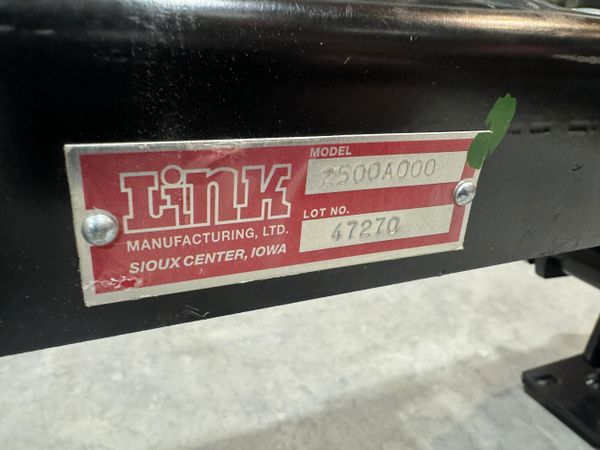 Link
MANUFACTURING, LTD.
SIOUX CENTER, IOWA
MODEL
2500A000
LOT NO.
47270